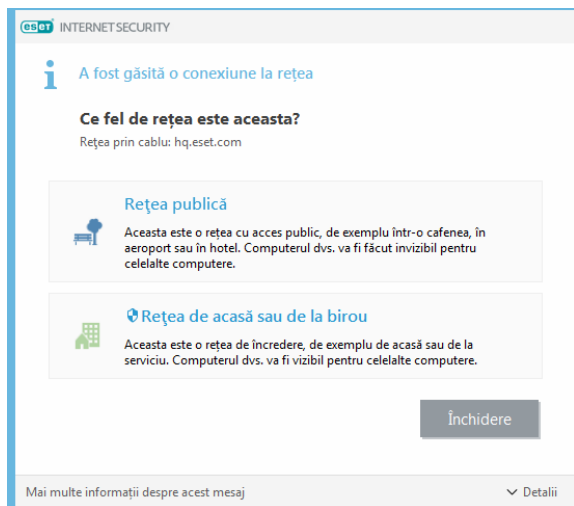 eset INTERNET SECURITY
A fost găsită o conexiune la rețea
Ce fel de rețea este aceasta?
Rețea prin cablu: hq.eset.com
Reţea publică
Aceasta este o rețea cu acces public, de exemplu într-o cafenea, în
aeroport sau în hotel. Computerul dvs. va fi făcut invizibil pentru
celelalte computere.
Reţea de acasă sau de la birou
Aceasta este o rețea de încredere, de exemplu de acasă sau de la
serviciu. Computerul dvs. va fi vizibil pentru celelalte computere.
Închidere
Mai multe informații despre acest mesaj
Detalii